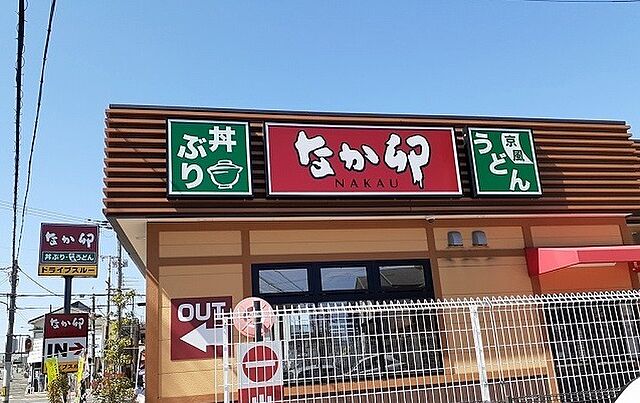 丼ぶり
なか卯
NAKAU
京風
うどん
なか卯
丼ぶり・京うどん
ドライブスルー
なか卯
IN
OUT